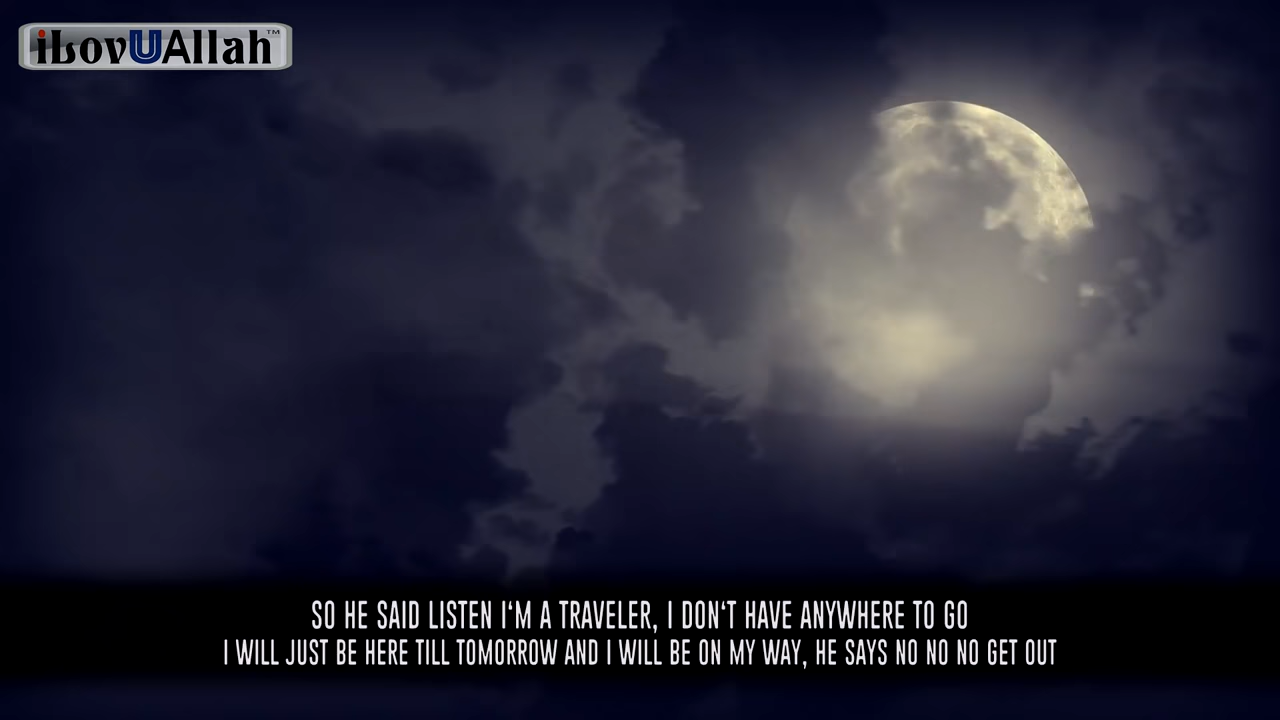 iLovUAllah™
SO HE SAID LISTEN I'M A TRAVELER, I DON'T HAVE ANYWHERE TO GO
I WILL JUST BE HERE TILL TOMORROW AND I WILL BE ON MY WAY, HE SAYS NO NO NO GET OUT